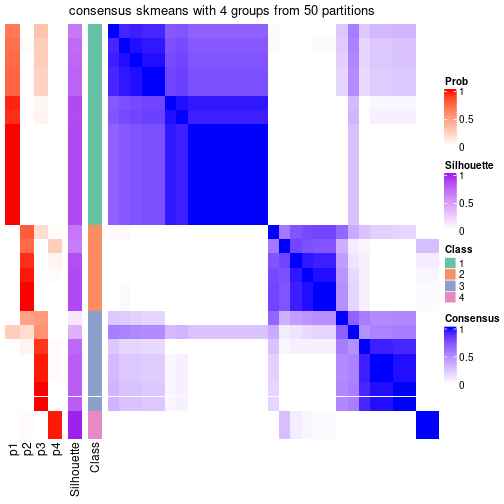 consensus skmeans with 4 groups from 50 partitions
Prob
1
0.5
0
Silhouette
1
0.5
0
Class
1
2
3
4
Consensus
1
0.5
0
p1
p2
p3
p4
Silhouette
Class